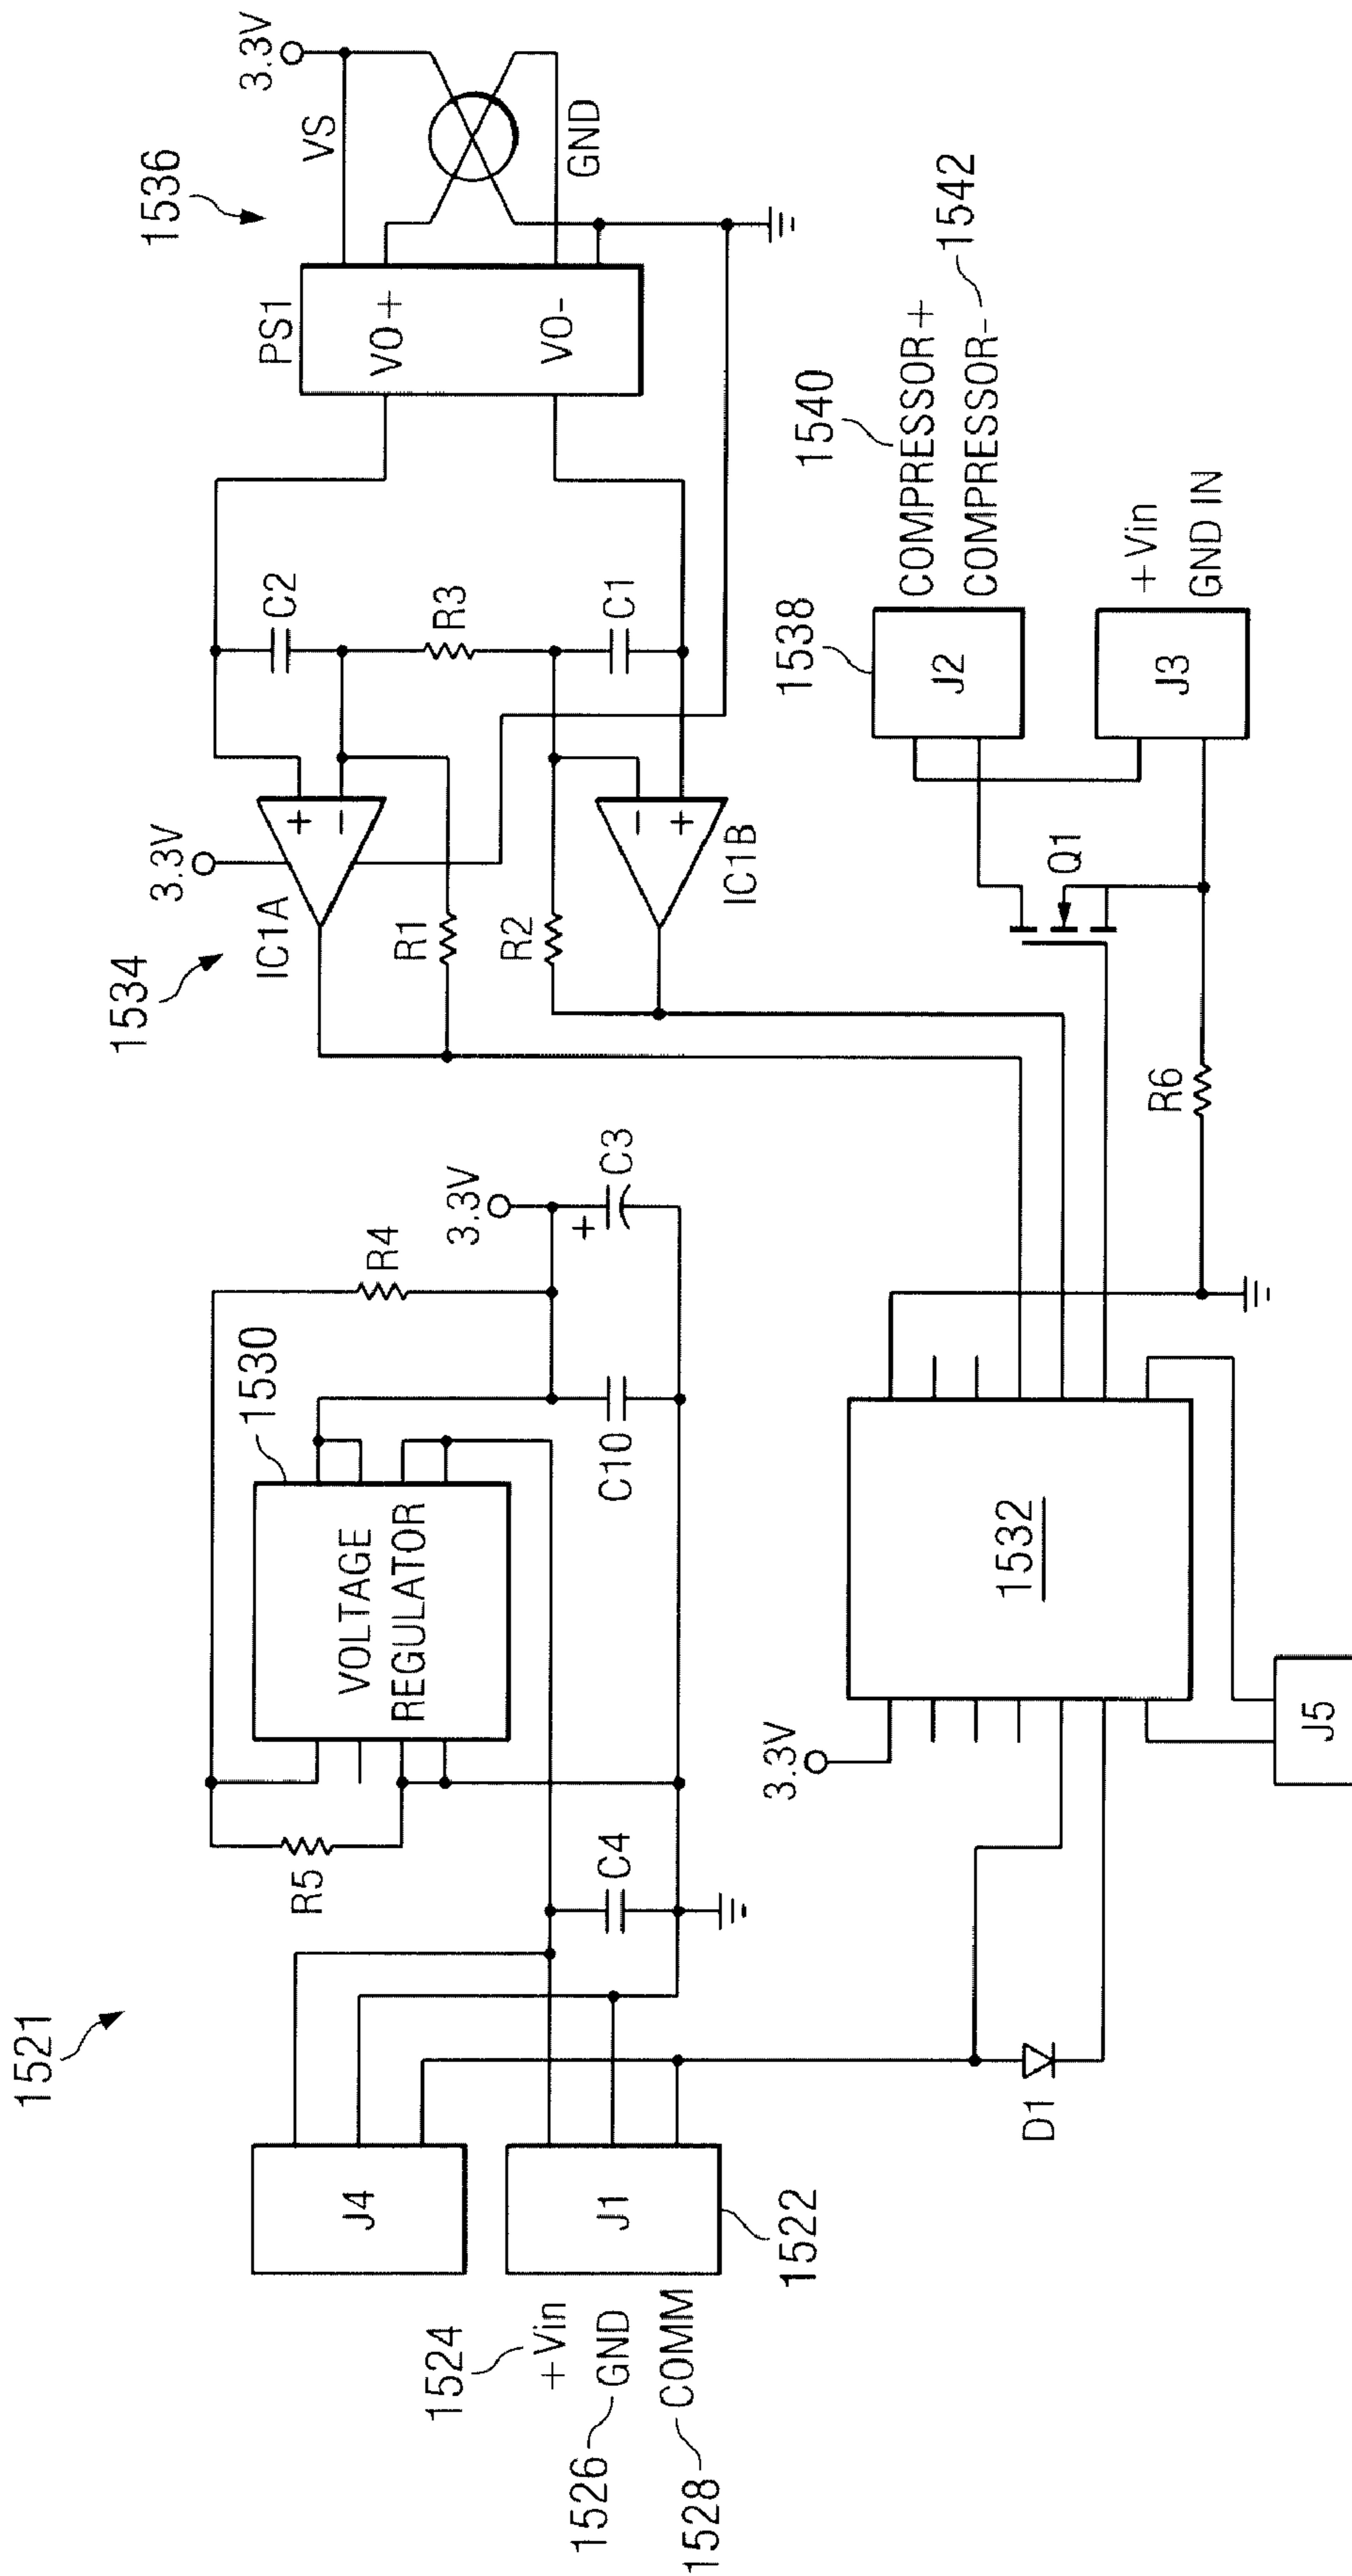 1521
J4
J1
1522
1524
+Vin
1526
GND
1528
COMM
R5
C4
VOLTAGE
REGULATOR
1530
R4
C10
3.3V
+
C3
D1
3.3V
1532
J5
1534
3.3V
IC1A
+
−
R1
R2
−
+
IC1B
C2
R3
C1
1536
PS1
VO+
VO-
VS
3.3V
GND
R6
Q1
1538
J2
1540
COMPRESSOR+
COMPRESSOR-
1542
J3
+Vin
GND IN